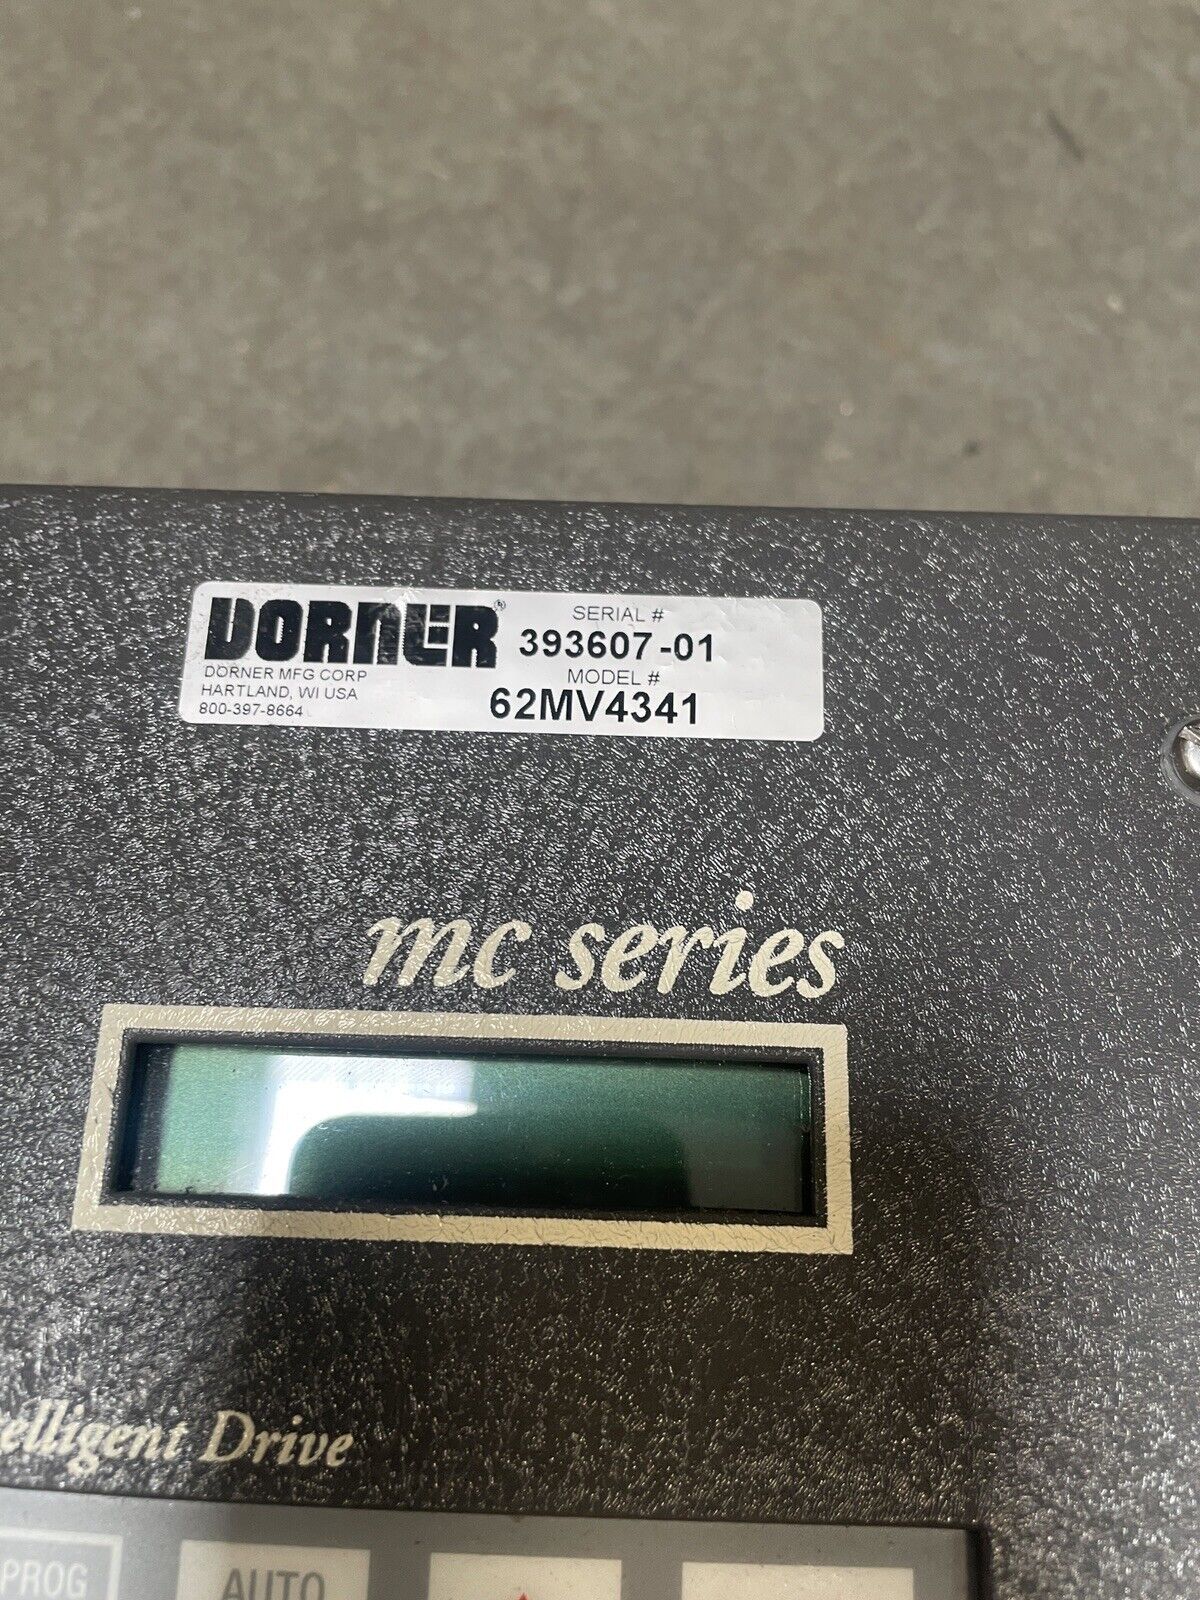 DORNER®
DORNER MFG CORP
HARTLAND, WI USA
800-397-8664
SERIAL #
393607-01
MODEL #
62MV4341
mc series
elligent Drive
PROG
AUTO